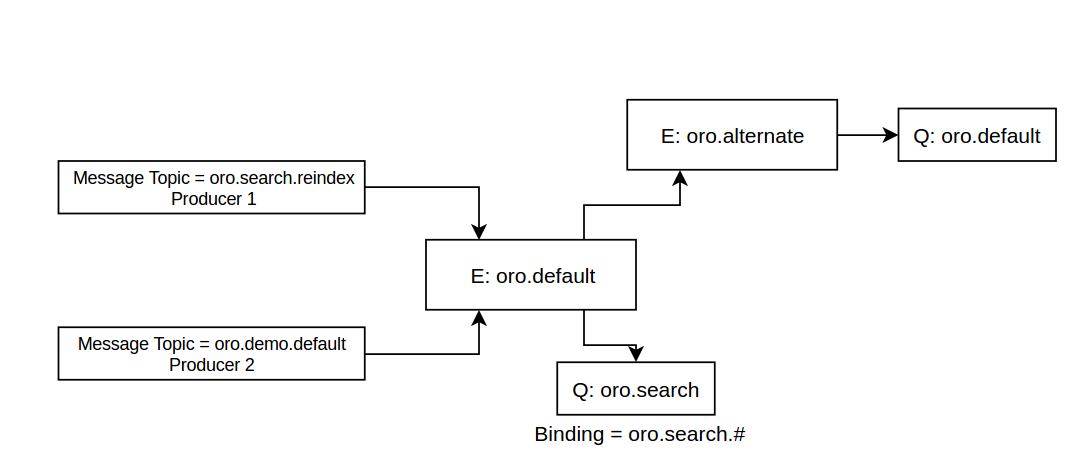 E: oro.alternate
Q: oro.default
Message Topic = oro.search.reindex
Producer 1
E: oro.default
Message Topic = oro.demo.default
Producer 2
Q: oro.search
Binding = oro.search.#